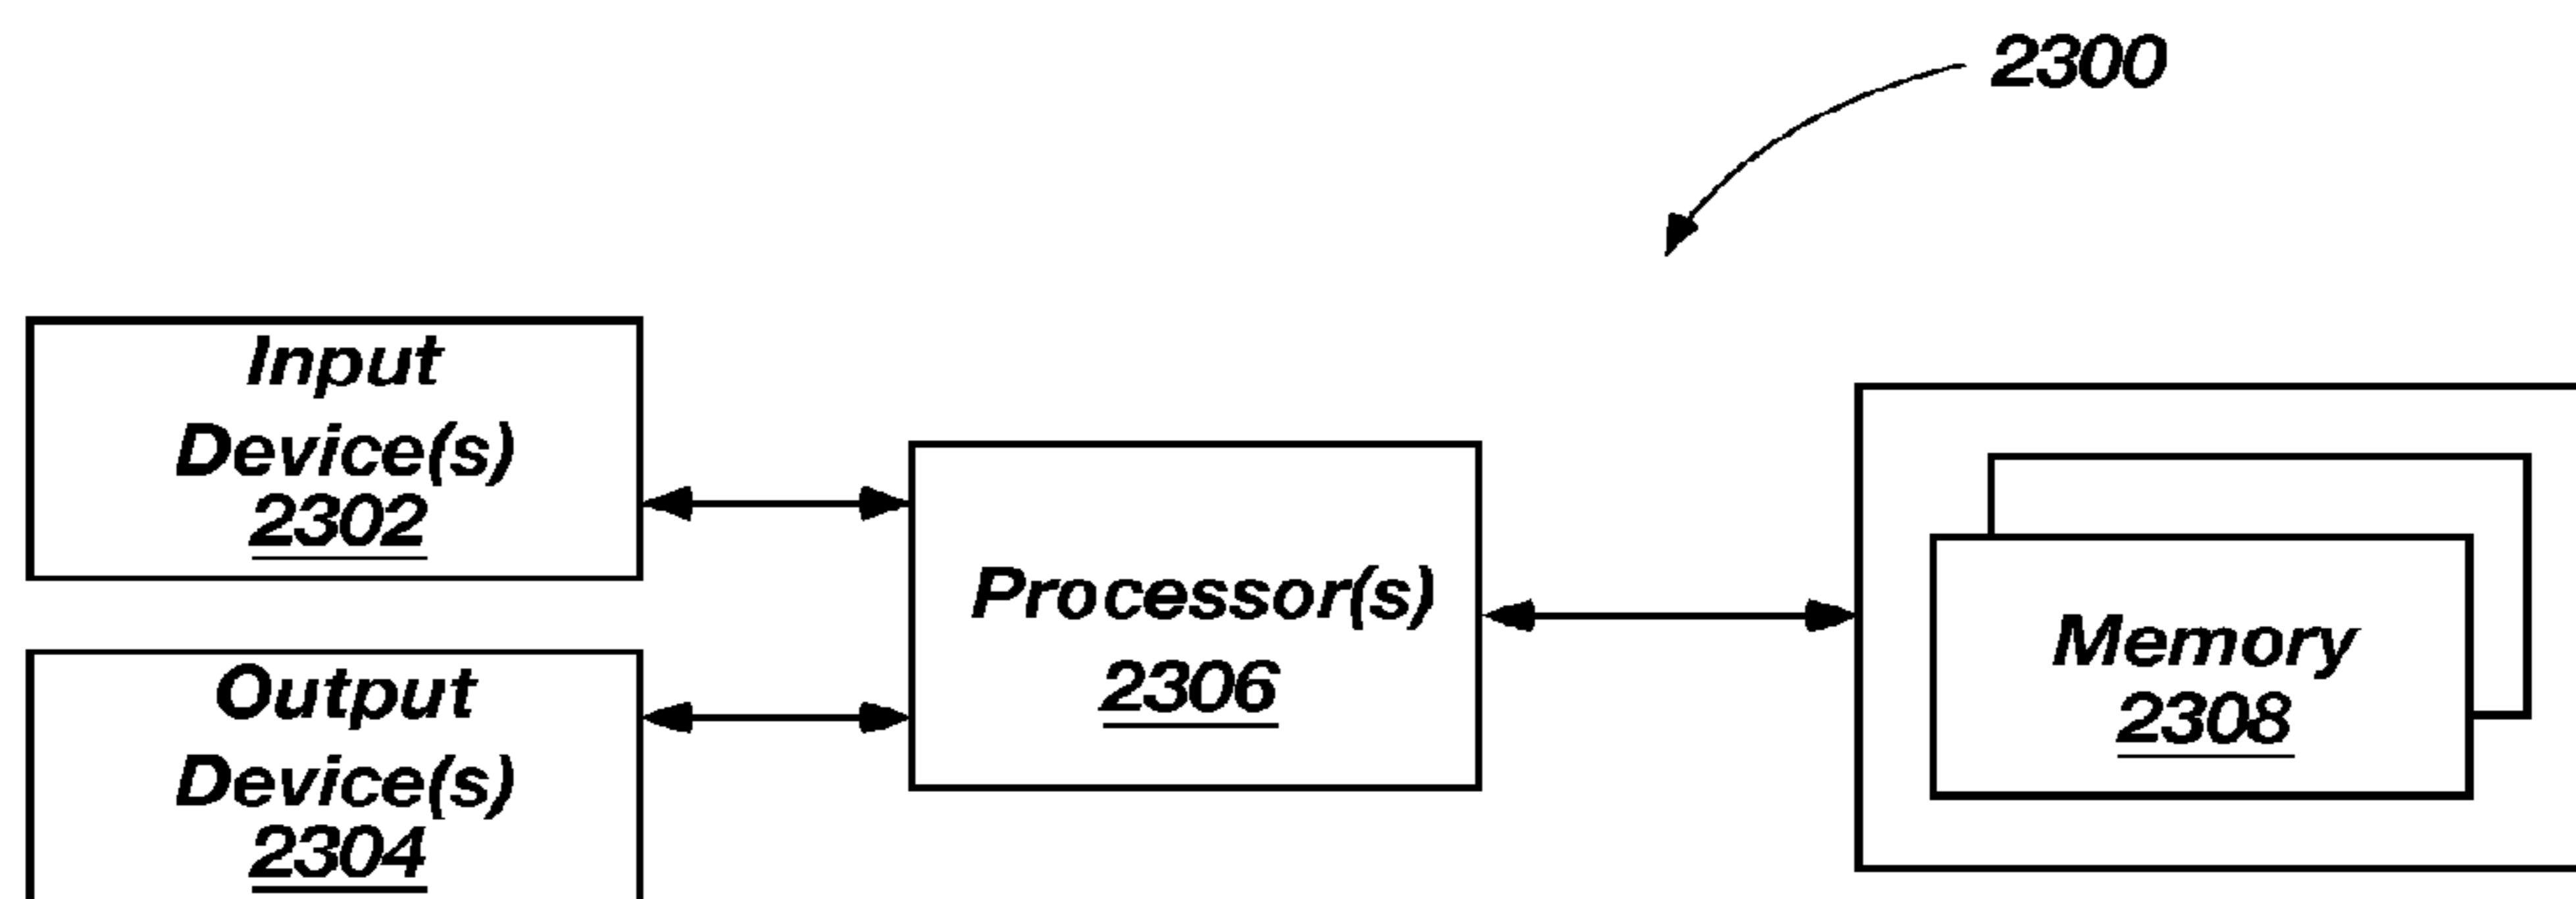 2300
Input
Device(s)
2302
Output
Device(s)
2304
Processor(s)
2306
Memory
2308